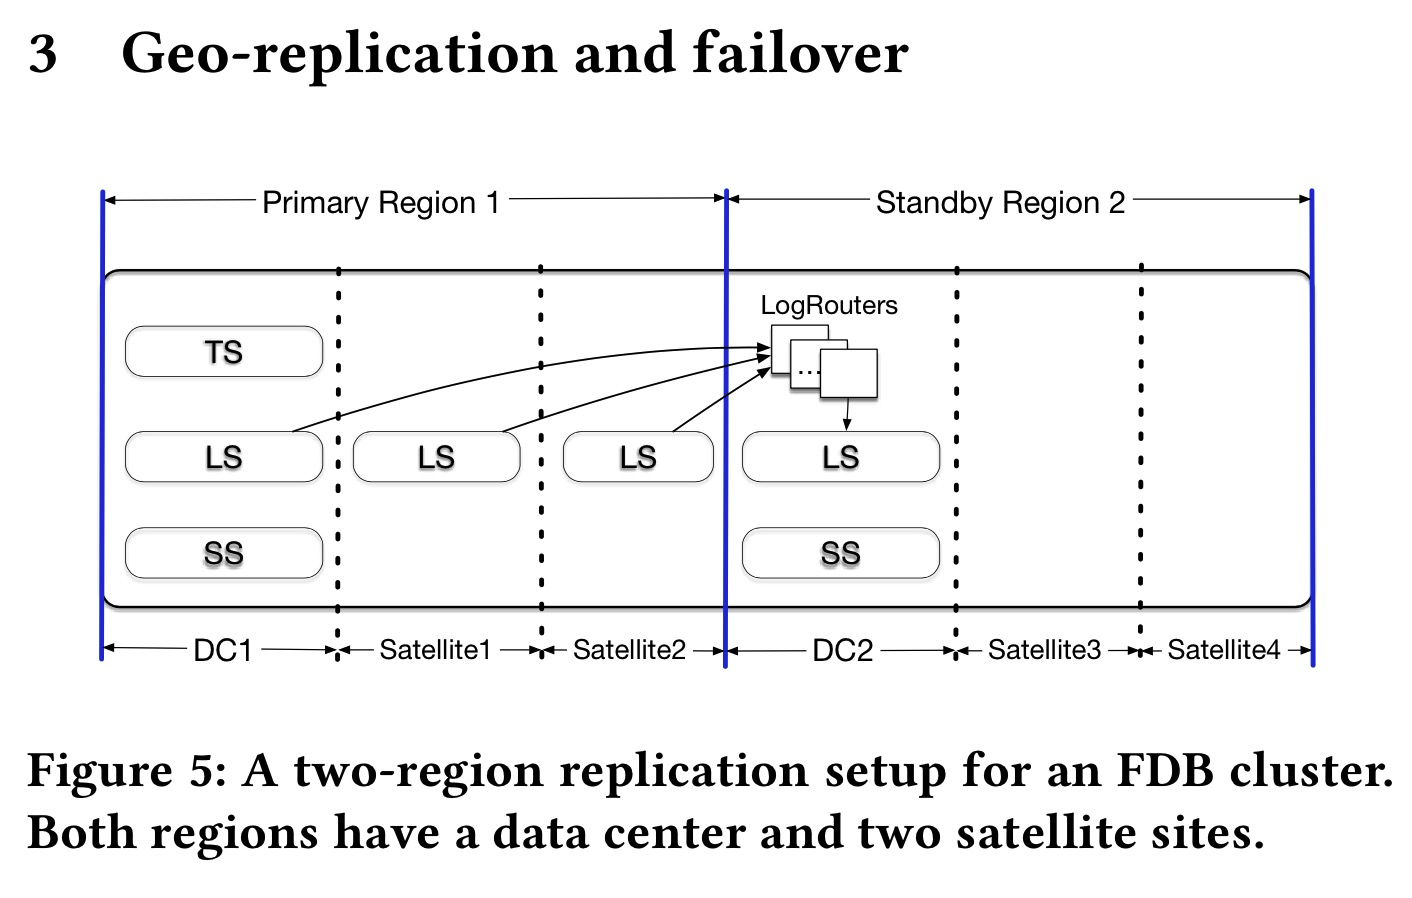 3 Geo-replication and failover
Primary Region 1 Standby Region 2
LogRouters
...
TS
LS LS LS LS
SS SS
DC1 Satellite1 Satellite2 DC2 Satellite3 Satellite4
Figure 5: A two-region replication setup for an FDB cluster.
Both regions have a data center and two satellite sites.